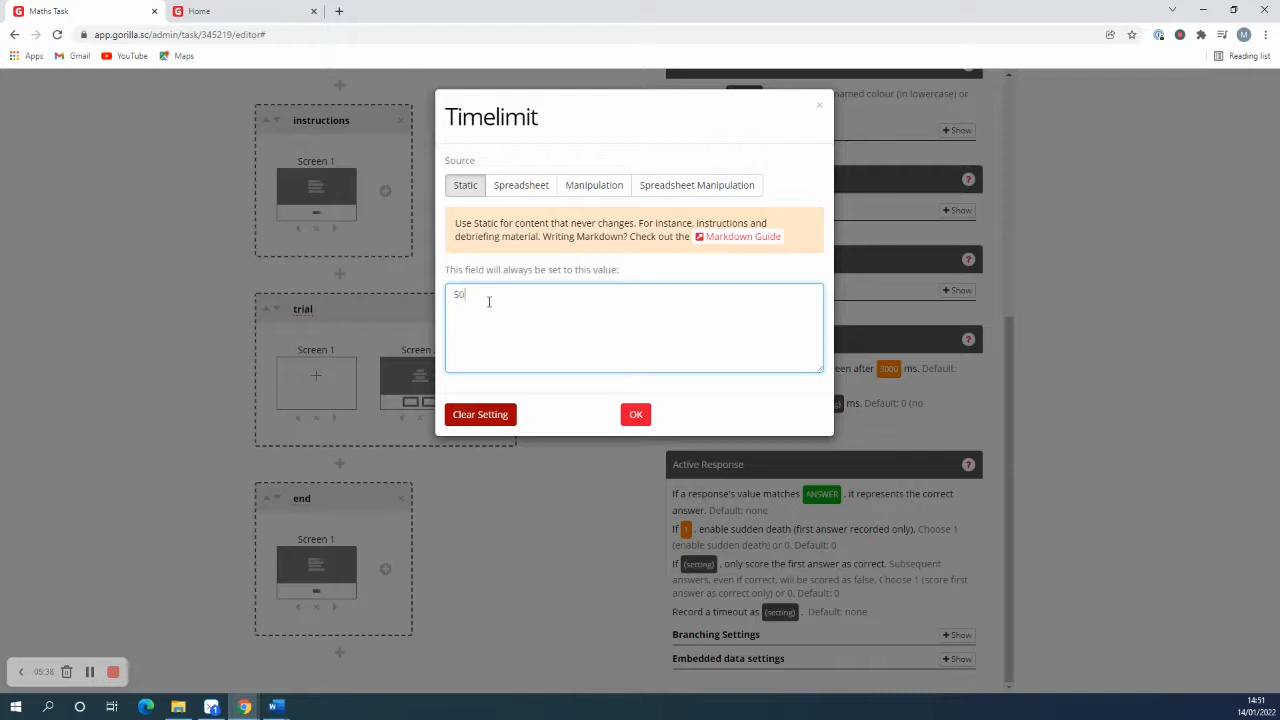 Maths Task
Home
app.gorilla.sc/admin/task/345219/editor#
Apps
Gmail
YouTube
Maps
Reading list
M
instructions
Screen 1
trial
Screen 1
Screen
end
Screen 1
Timelimit
×
Source
Static
Spreadsheet
Manipulation
Spreadsheet Manipulation
Use Static for content that never changes. For instance, instructions and
debriefing material. Writing Markdown? Check out the Markdown Guide
This field will always be set to this value:
50
Clear Setting
OK
named colour (in lowercase) or
+ Show
?
+ Show
?
+ Show
?
een after 3000 ms. Default:
ms. Default: 0 (no
Active Response
?
If a response's value matches ANSWER , it represents the correct
answer. Default: none
If 1 , enable sudden death (first answer recorded only). Choose 1
(enable sudden death) or 0. Default: 0
If (setting) , only score the first answer as correct. Subsequent
answers, even if correct, will be scored as false. Choose 1 (score first
answer as correct only) or 0. Default: 0
Record a timeout as (setting) . Default: none
Branching Settings
+ Show
Embedded data settings
+ Show
05:38
14:51
14/01/2022